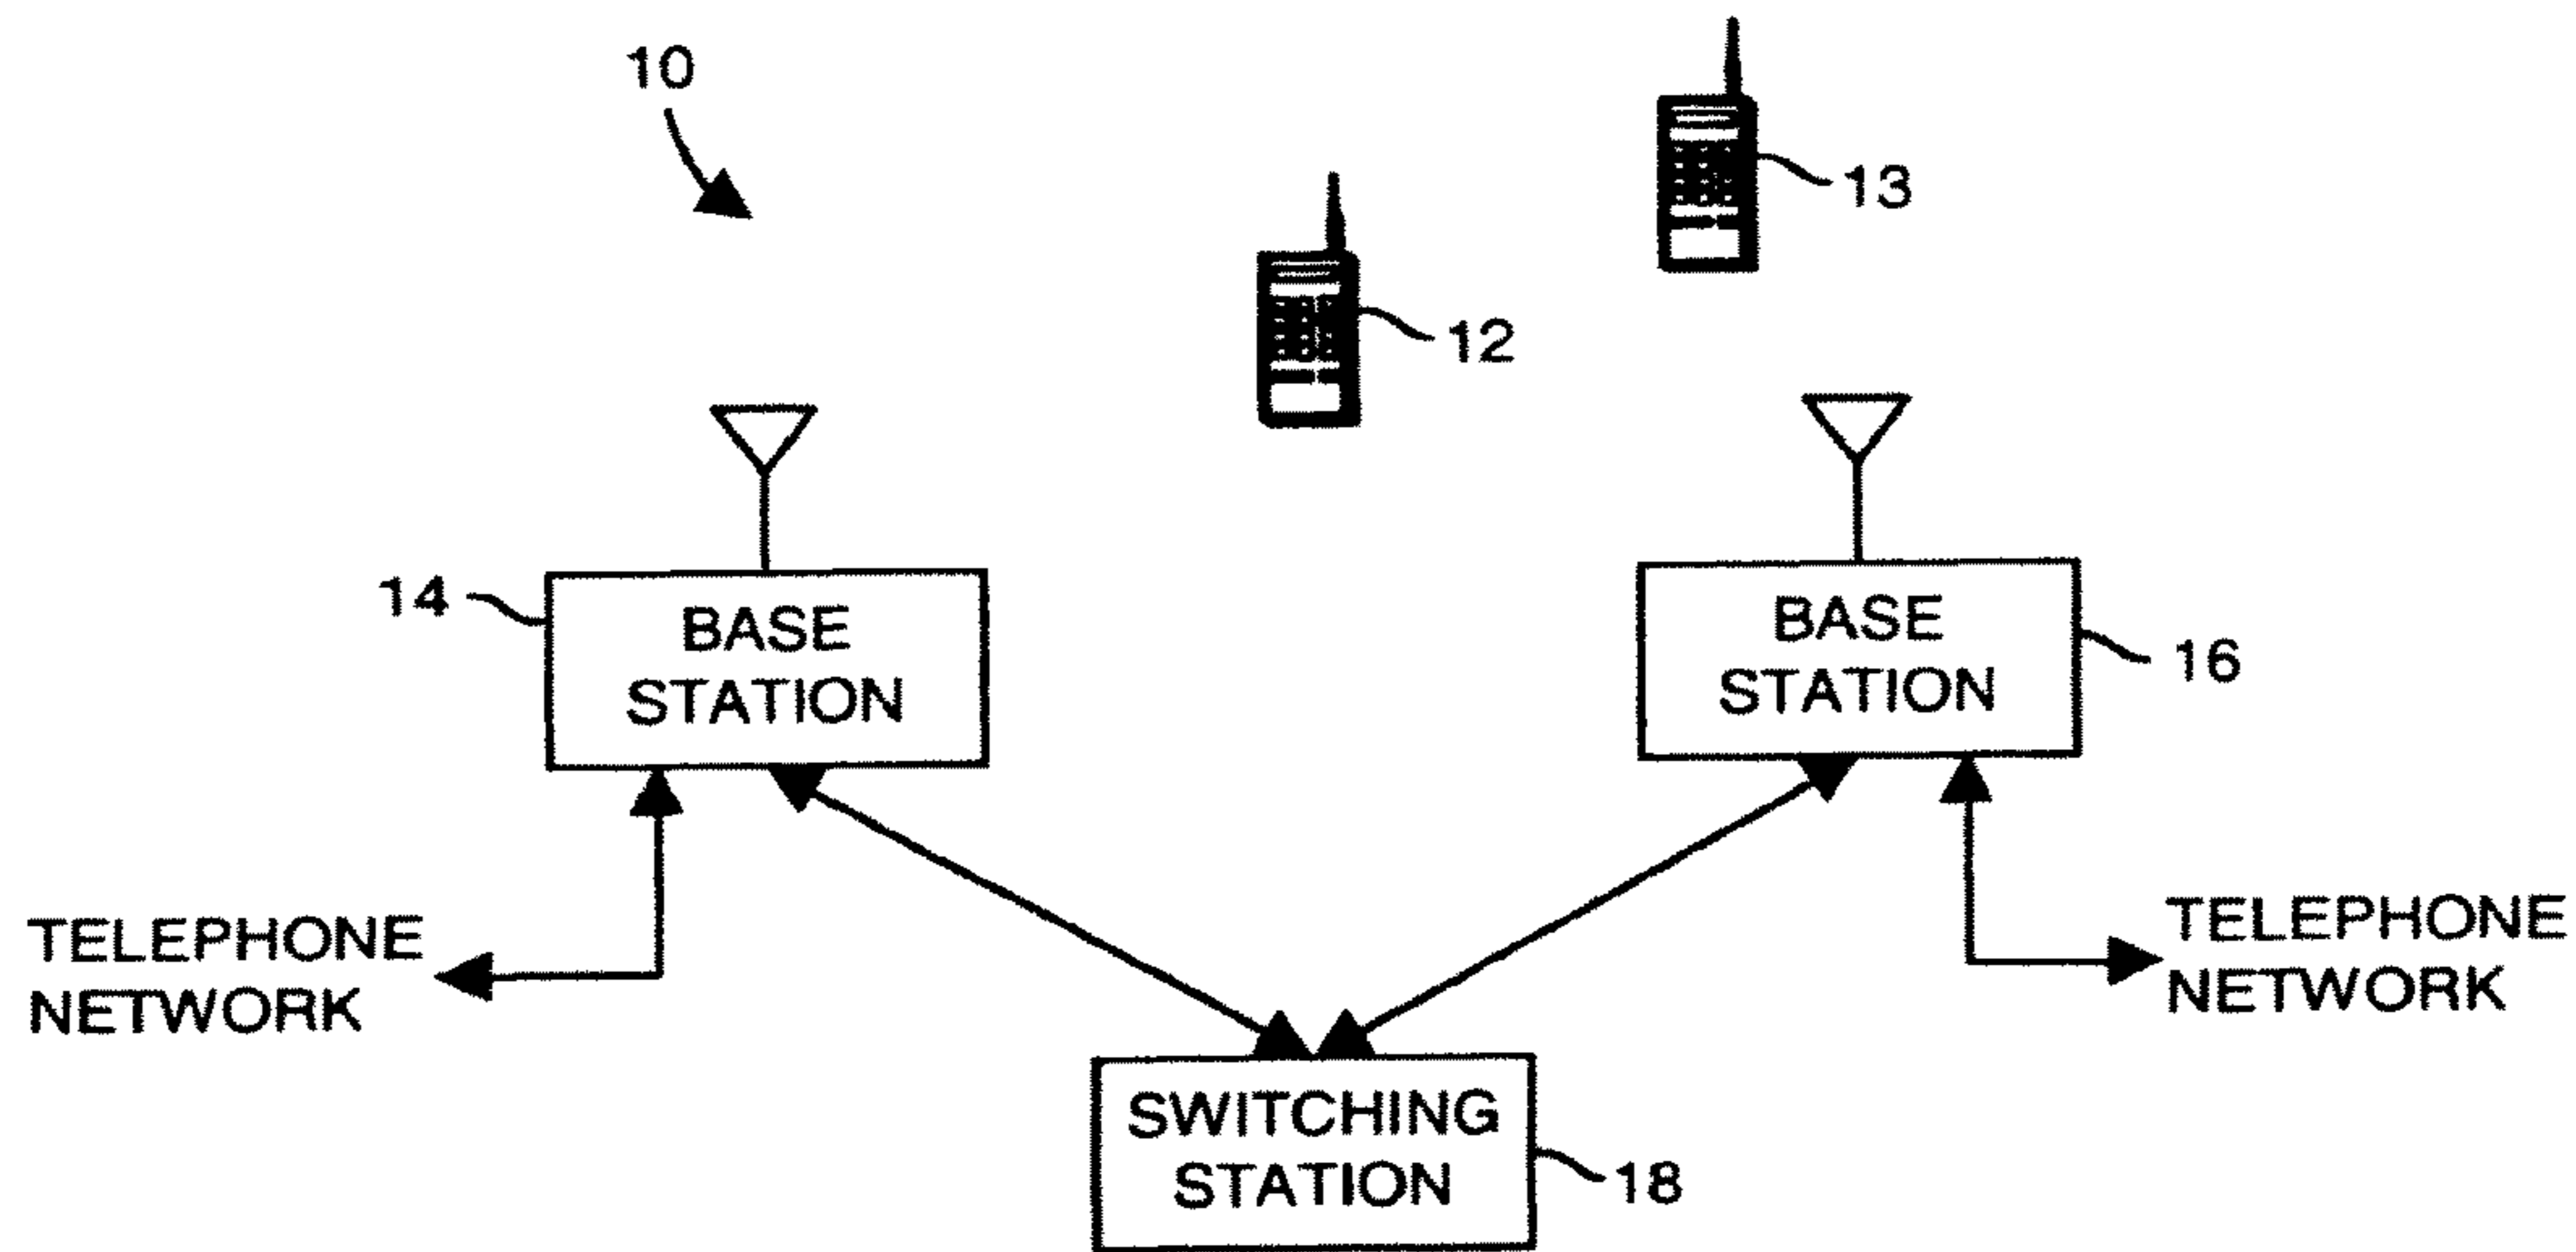 10
13
12
14
BASE
STATION
BASE
STATION
16
TELEPHONE
NETWORK
TELEPHONE
NETWORK
SWITCHING
STATION
18